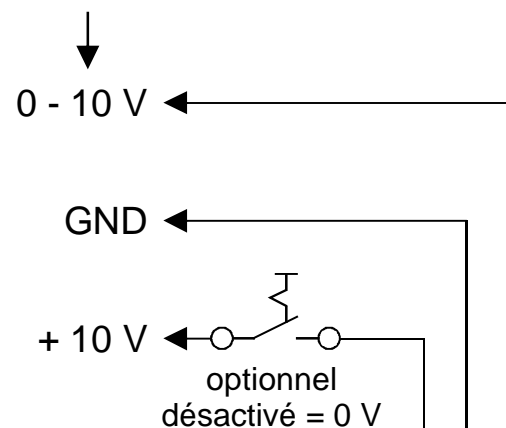 0 - 10 V
GND
+ 10 V
optionnel
désactivé = 0 V